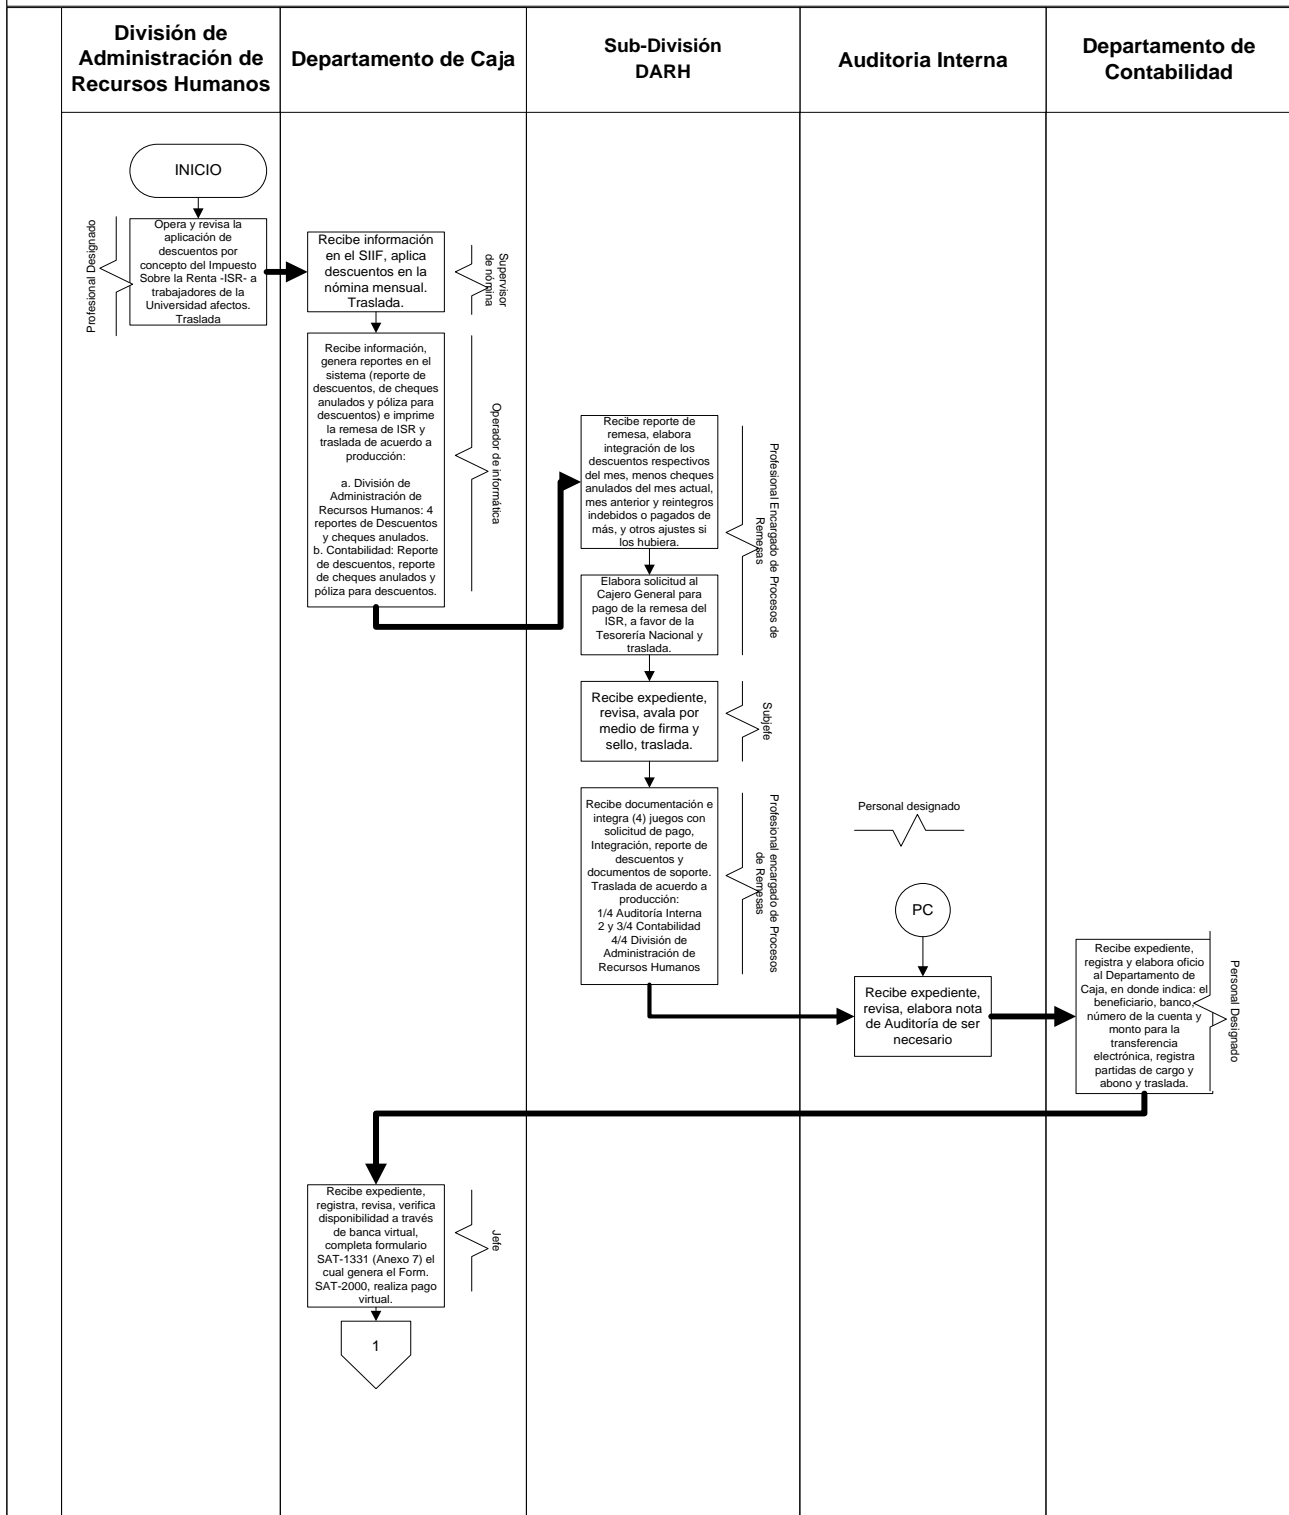 División de
Administración de
Recursos Humanos
Departamento de Caja
Sub-División
DARH
Auditoria Interna
Departamento de
Contabilidad
INICIO
Profesional Designado
Opera y revisa la
aplicación de
descuentos por
concepto del Impuesto
Sobre la Renta -ISR- a
trabajadores de la
Universidad afectos.
Traslada
Recibe información
en el SIIF, aplica
descuentos en la
nómina mensual.
Traslada.
Supervisor
de nómina
Recibe información,
genera reportes en el
sistema (reporte de
descuentos, de cheques
anulados y póliza para
descuentos) e imprime
la remesa de ISR y
traslada de acuerdo a
producción:
a. División de
Administración de
Recursos Humanos: 4
reportes de Descuentos
y cheques anulados.
b. Contabilidad: Reporte
de descuentos, reporte
de cheques anulados y
póliza para descuentos.
Operador de informática
Recibe reporte de
remesa, elabora
integración de los
descuentos respectivos
del mes, menos cheques
anulados del mes actual,
mes anterior y reintegros
indebidos o pagados de
más, y otros ajustes si
los hubiera.
Profesional Encargado de Procesos de
Remesas
Elabora solicitud al
Cajero General para
pago de la remesa del
ISR, a favor de la
Tesorería Nacional y
traslada.
Recibe expediente,
revisa, avala por
medio de firma y
sello, traslada.
Subjefe
Recibe documentación e
integra (4) juegos con
solicitud de pago,
Integración, reporte de
descuentos y
documentos de soporte.
Traslada de acuerdo a
producción:
1/4 Auditoría Interna
2 y 3/4 Contabilidad
4/4 División de
Administración de
Recursos Humanos
Profesional encargado de Procesos
de Remesas
Personal designado
PC
Recibe expediente,
revisa, elabora nota
de Auditoría de ser
necesario
Recibe expediente,
registra y elabora oficio
al Departamento de
Caja, en donde indica: el
beneficiario, banco,
número de la cuenta y
monto para la
transferencia
electrónica, registra
partidas de cargo y
abono y traslada.
Personal Designado
Recibe expediente,
registra, revisa, verifica
disponibilidad a través
de banca virtual,
completa formulario
SAT-1331 (Anexo 7) el
cual genera el Form.
SAT-2000, realiza pago
virtual.
Jefe
1